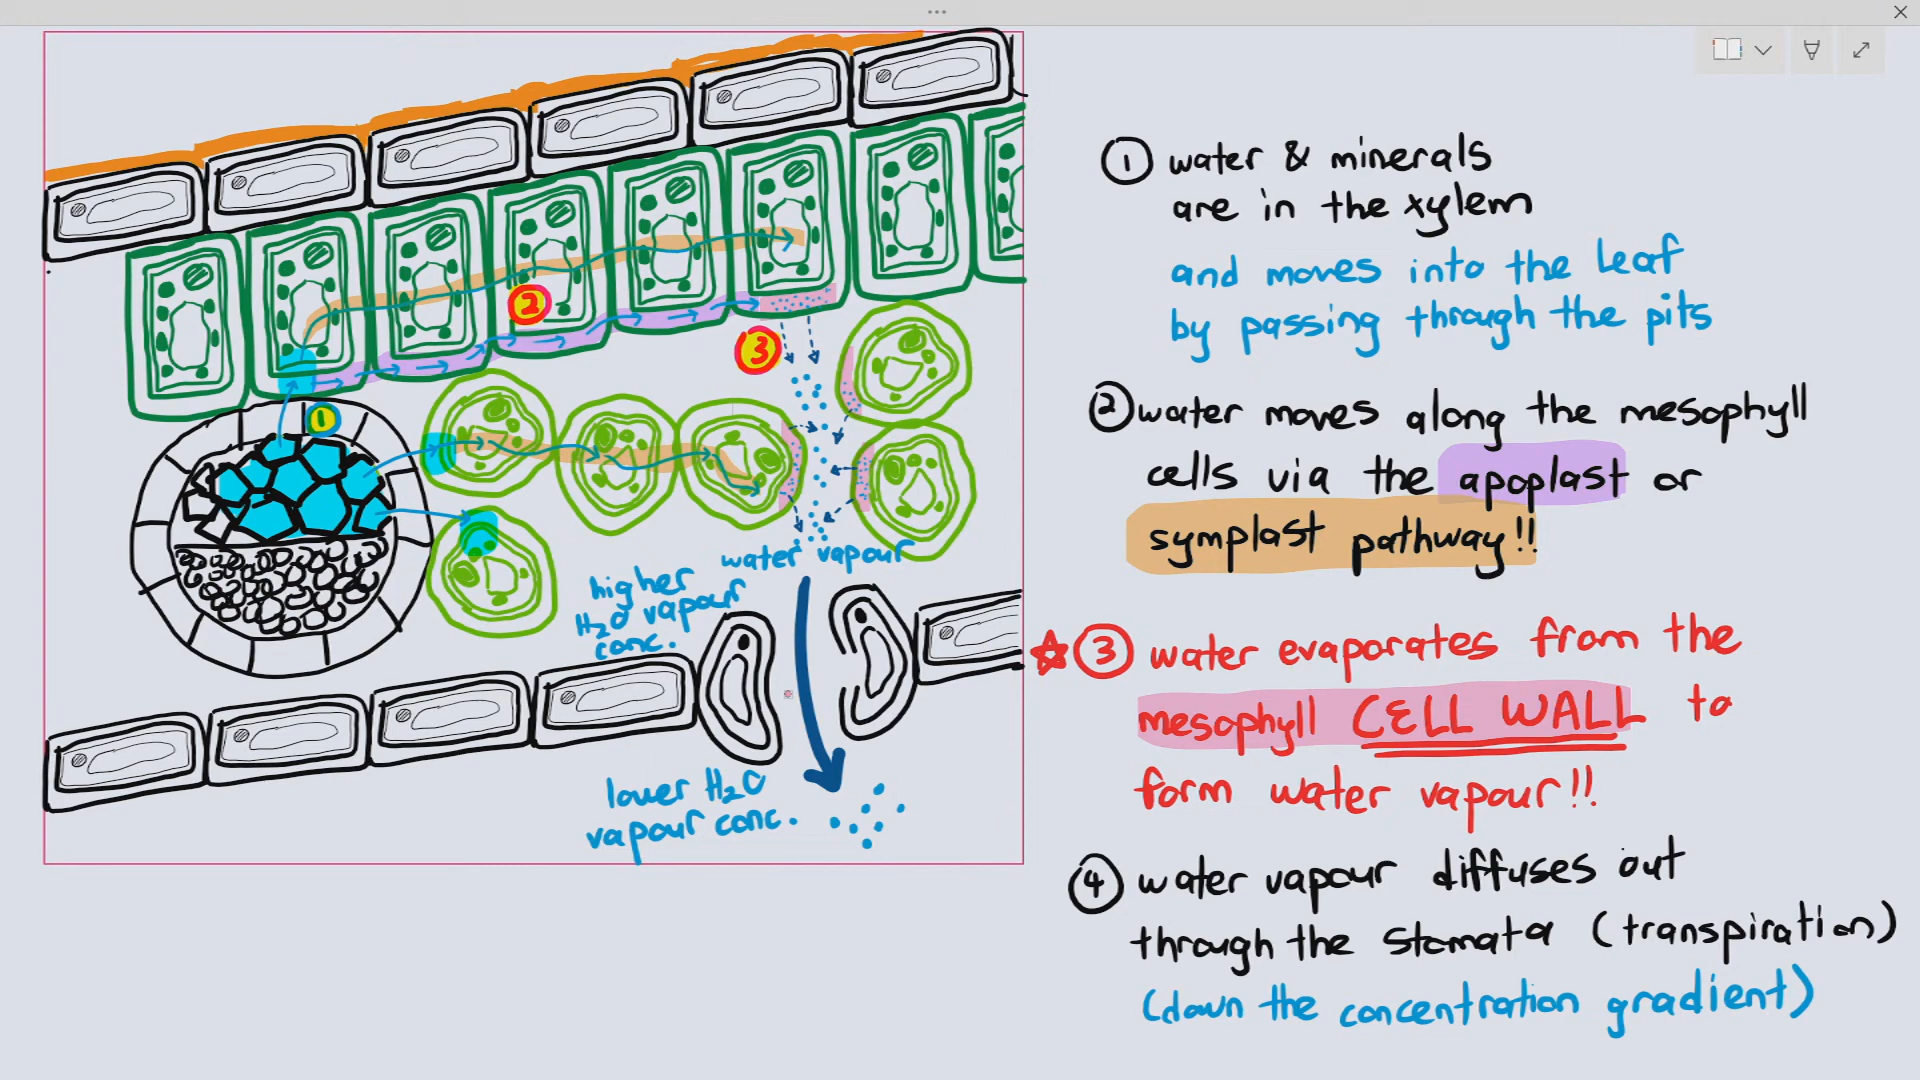 1
2
3
water vapour
higher
H2O vapour
conc.
lower H2O
vapour conc.
① water & minerals
are in the xylem
and moves into the leaf
by passing through the pits
② water moves along the mesophyll
cells via the apoplast or
symplast pathway!!
☆ ③ water evaporates from the
mesophyll CELL WALL to
form water vapour!!
④ water vapour diffuses out
through the stomata (transpiration)
(down the concentration gradient)